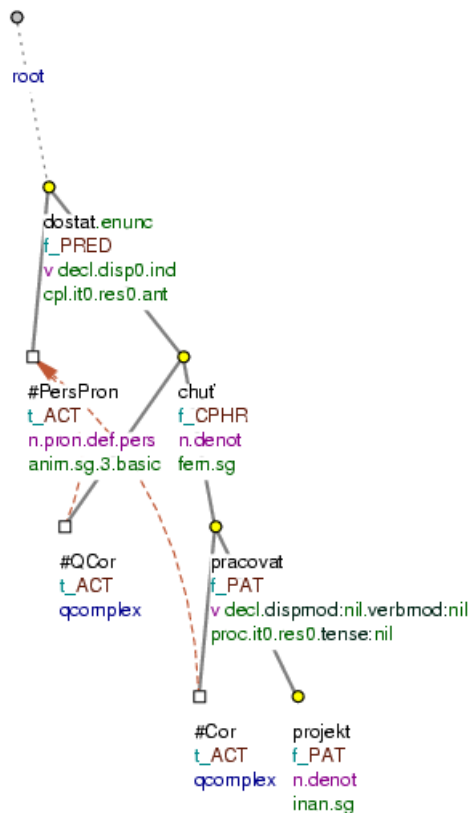 root
dostat.enunc
f_PRED
v decl.disp0.ind
cpl.it0.res0.ant
#PersPron
t_ACT
n.pron.def.pers
anim.sg.3.basic
chuť
f_CPHR
n.denot
fem.sg
#QCor
t_ACT
qcomplex
pracovat
f_PAT
v decl.dispmod:nil.verbmod:nil
proc.it0.res0.tense:nil
#Cor
t_ACT
qcomplex
projekt
f_PAT
n.denot
inan.sg